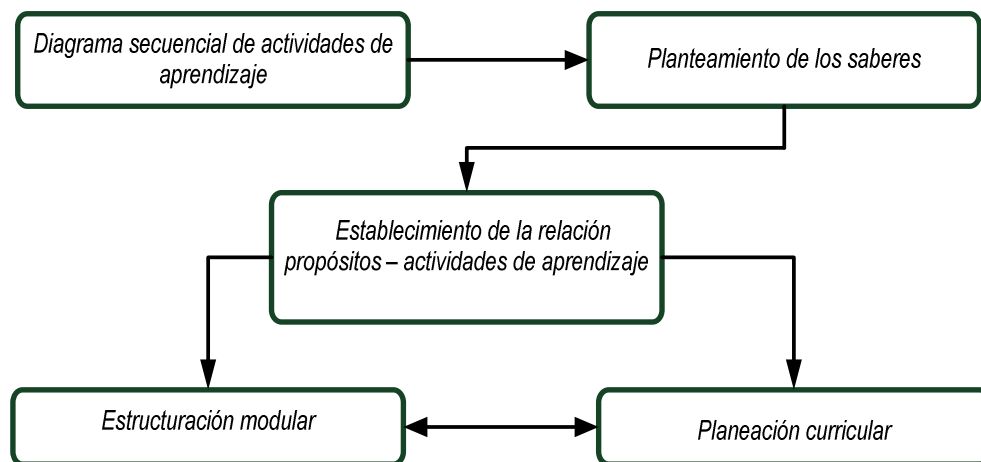 Diagrama secuencial de actividades de
aprendizaje
Planteamiento de los saberes
Establecimiento de la relación
propósitos – actividades de aprendizaje
Estructuración modular
Planeación curricular